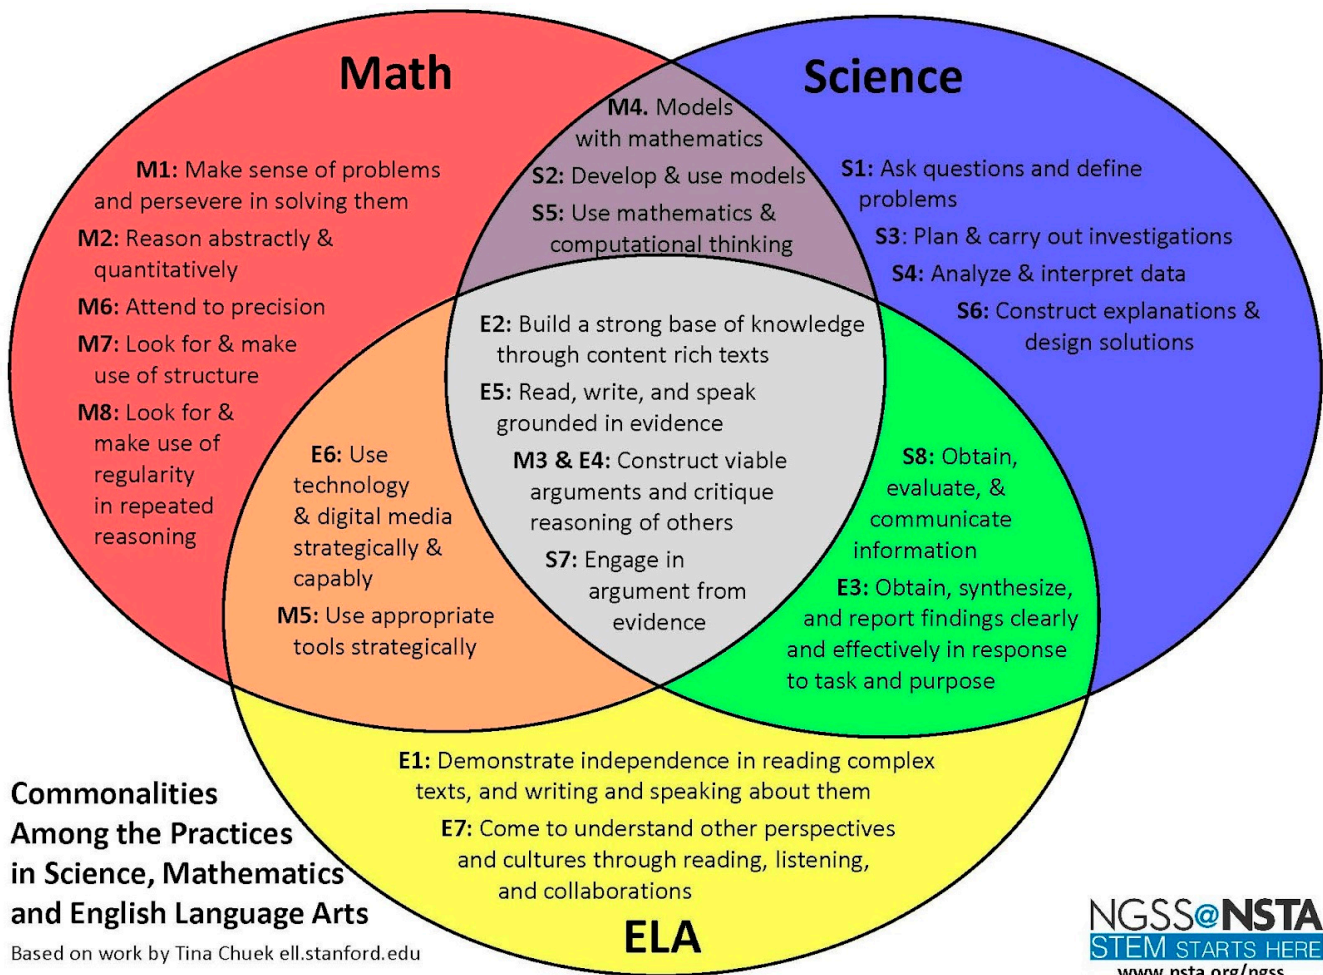 Math
Science
M4. Models
with mathematics
S2: Develop & use models
S5: Use mathematics &
computational thinking
M1: Make sense of problems
and persevere in solving them
M2: Reason abstractly &
quantitatively
M6: Attend to precision
M7: Look for & make
use of structure
M8: Look for &
make use of
regularity
in repeated
reasoning
S1: Ask questions and define
problems
S3: Plan & carry out investigations
S4: Analyze & interpret data
S6: Construct explanations &
design solutions
E2: Build a strong base of knowledge
through content rich texts
E5: Read, write, and speak
grounded in evidence
M3 & E4: Construct viable
arguments and critique
reasoning of others
S7: Engage in
argument from
evidence
E6: Use
technology
& digital media
strategically &
capably
M5: Use appropriate
tools strategically
S8: Obtain,
evaluate, &
communicate
information
E3: Obtain, synthesize,
and report findings clearly
and effectively in response
to task and purpose
E1: Demonstrate independence in reading complex
texts, and writing and speaking about them
E7: Come to understand other perspectives
and cultures through reading, listening,
and collaborations
ELA
Commonalities
Among the Practices
in Science, Mathematics
and English Language Arts
Based on work by Tina Chuek ell.stanford.edu
NGSS@NSTA
STEM STARTS HERE
www.nsta.org/ngss